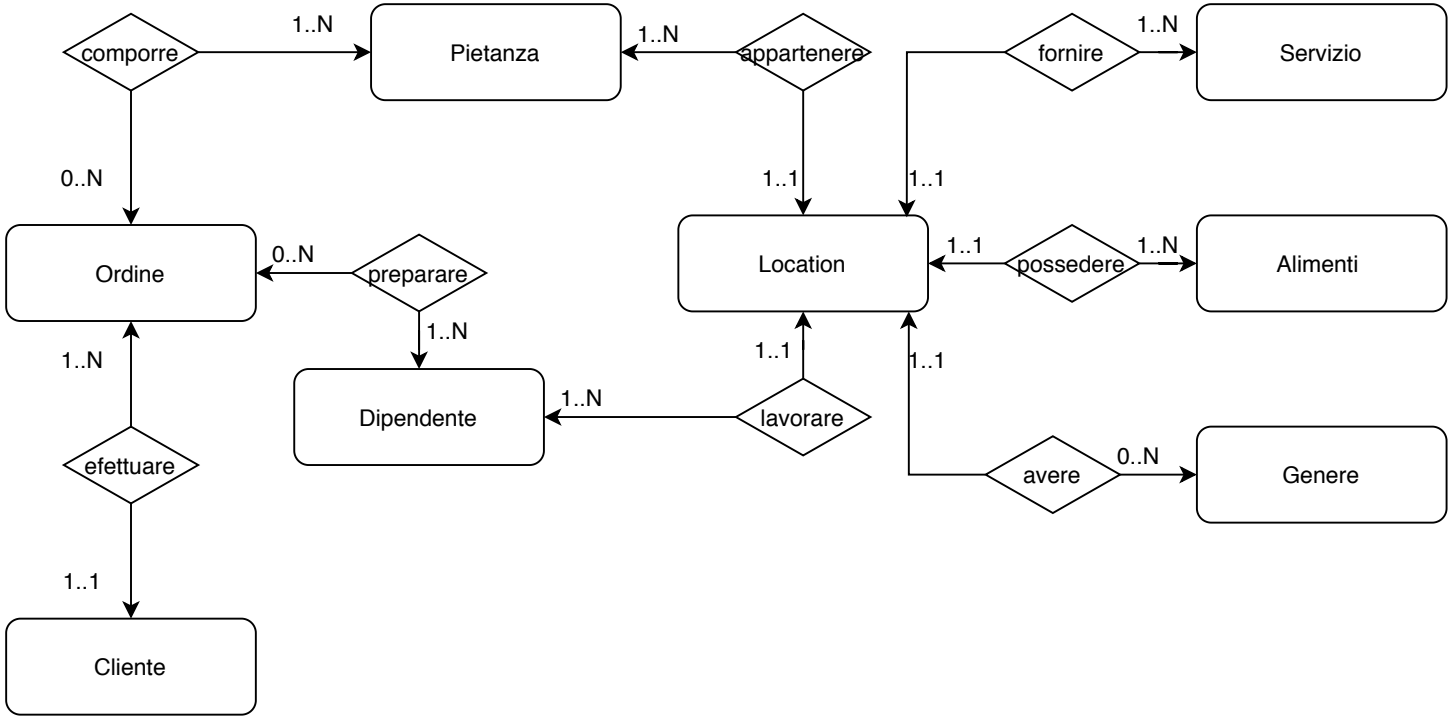 comporre
1..N
Pietanza
1..N
appartenere
fornire
1..N
Servizio
0..N
1..1
1..1
Ordine
0..N
preparare
Location
1..1
possedere
1..N
Alimenti
1..N
1..N
1..1
1..1
Dipendente
1..N
lavorare
efettuare
avere
0..N
Genere
1..1
Cliente